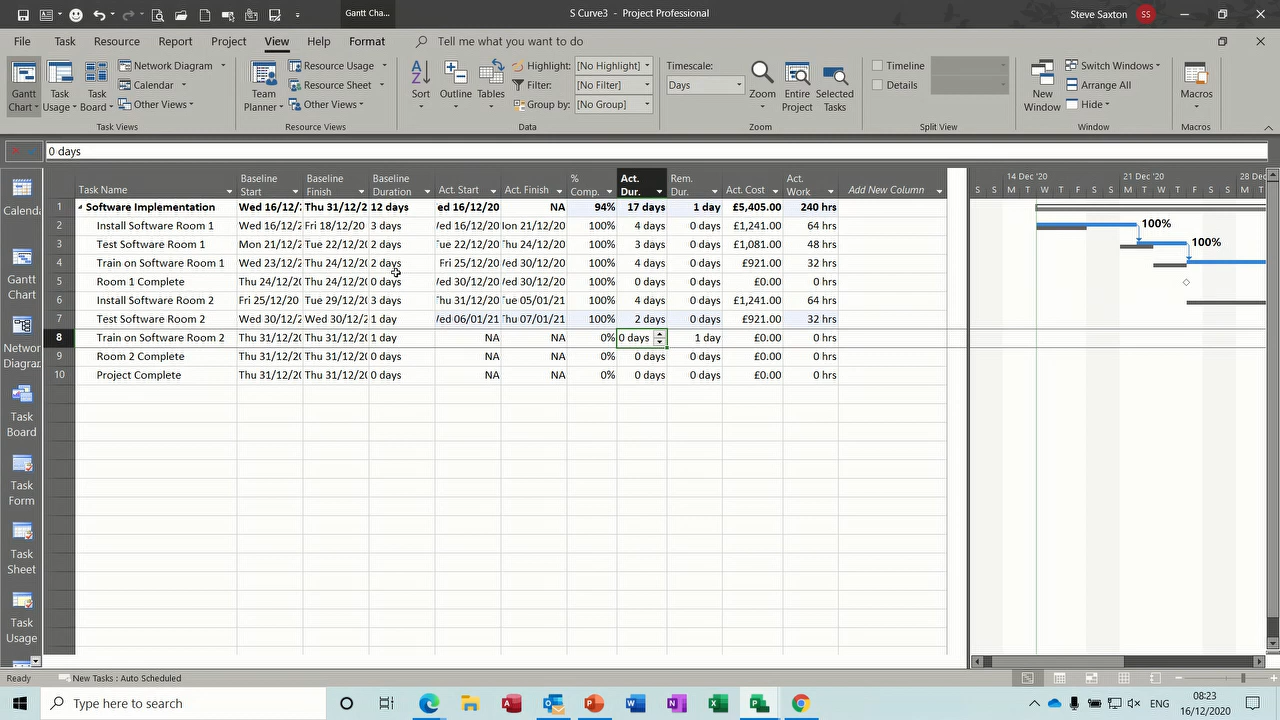 Gantt Cha...
S Curve3 - Project Professional
Steve Saxton
SS
File Task Resource Report Project View Help Format Tell me what you want to do
Gantt Chart
Task Usage
Task Board
Network Diagram
Calendar
Other Views
Task Views
Team Planner
Resource Usage
Resource Sheet
Other Views
Resource Views
Sort
Outline
Tables
Highlight: [No Highlight]
Filter: [No Filter]
Group by: [No Group]
Data
Timescale:
Days
Zoom
Entire Project
Selected Tasks
Zoom
Timeline
Details
Split View
New Window
Switch Windows
Arrange All
Hide
Window
Macros
Macros
0 days
Task Name Baseline Start Baseline Finish Baseline Duration Act. Start Act. Finish % Comp. Act. Dur. Rem. Dur. Act. Cost Act. Work Add New Column
1 Software Implementation Wed 16/12/2 Thu 31/12/2 12 days ed 16/12/20 NA 94% 17 days 1 day £5,405.00 240 hrs
2 Install Software Room 1 Wed 16/12/2 Fri 18/12/20 3 days Wed 16/12/20 Mon 21/12/20 100% 4 days 0 days £1,241.00 64 hrs
3 Test Software Room 1 Mon 21/12/2 Tue 22/12/20 2 days Tue 22/12/20 Thu 24/12/20 100% 3 days 0 days £1,081.00 48 hrs
4 Train on Software Room 1 Wed 23/12/2 Thu 24/12/20 2 days Fri 25/12/20 Wed 30/12/20 100% 4 days 0 days £921.00 32 hrs
5 Room 1 Complete Thu 24/12/20 Thu 24/12/20 0 days Wed 30/12/20 Wed 30/12/20 100% 0 days 0 days £0.00 0 hrs
6 Install Software Room 2 Fri 25/12/20 Tue 29/12/20 3 days Thu 31/12/20 Tue 05/01/21 100% 4 days 0 days £1,241.00 64 hrs
7 Test Software Room 2 Wed 30/12/2 Wed 30/12/2 1 day Wed 06/01/21 Thu 07/01/21 100% 2 days 0 days £921.00 32 hrs
8 Train on Software Room 2 Thu 31/12/20 Thu 31/12/20 1 day NA NA 0% 0 days 1 day £0.00 0 hrs
9 Room 2 Complete Thu 31/12/20 Thu 31/12/20 0 days NA NA 0% 0 days 0 days £0.00 0 hrs
10 Project Complete Thu 31/12/20 Thu 31/12/20 0 days NA NA 0% 0 days 0 days £0.00 0 hrs
14 Dec '20 21 Dec '20 28 Dec
S S M T W T F S S M T W T F S S M T
100%
100%
Calenda
Gantt Chart
Networ Diagran
Task Board
Task Form
Task Sheet
Task Usage
Ready New Tasks : Auto Scheduled
Type here to search
ENG
08:23
16/12/2020